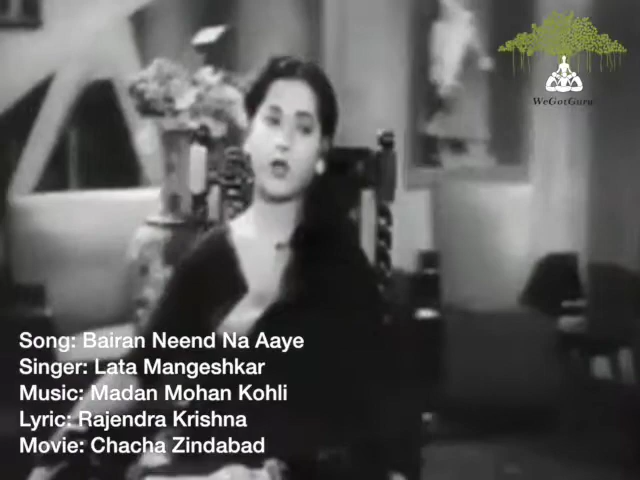 WeGotGuru
Song: Bairan Neend Na Aaye
Singer: Lata Mangeshkar
Music: Madan Mohan Kohli
Lyric: Rajendra Krishna
Movie: Chacha Zindabad